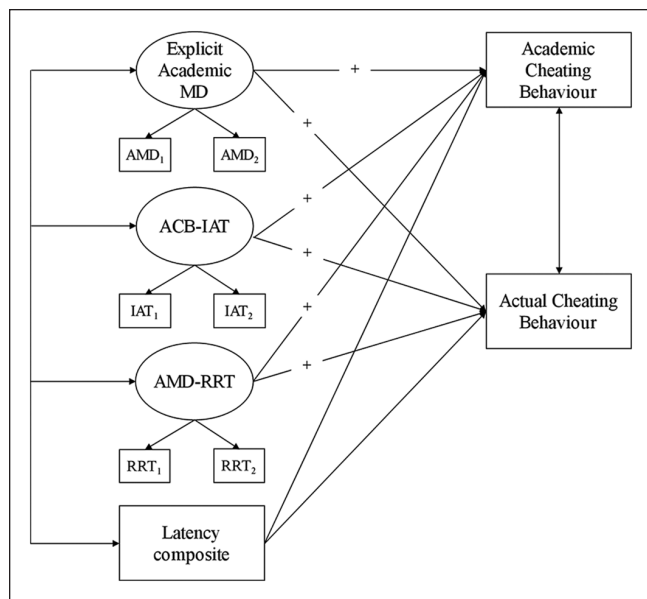 Explicit
Academic
MD
+
Academic
Cheating
Behaviour
AMD₁
AMD₂
+
ACB-IAT
+
+
IAT₁
IAT₂
Actual Cheating
Behaviour
+
AMD-RRT
+
RRT₁
RRT₂
Latency
composite